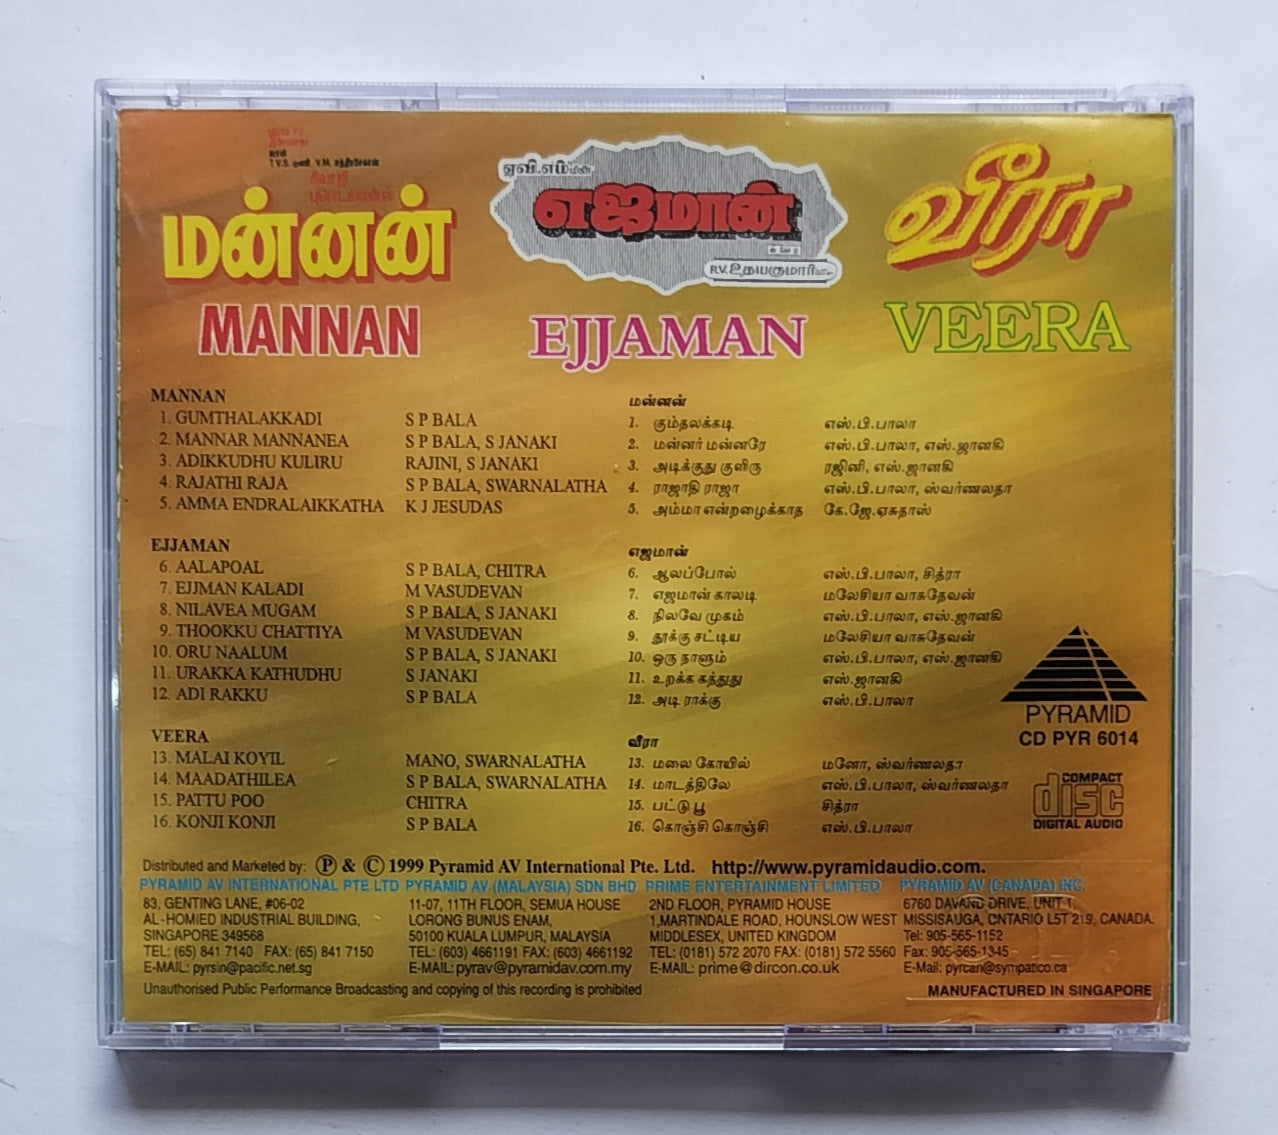 T.V.S. மணி. V.M.
மன்னன்
MANNAN
ஏவி.எம்
எஜமான்
R.V. உதயகுமார்
EJJAMAN
வீரா
VEERA
MANNAN
1. GUMTHALAKKADI S P BALA
2. MANNAR MANNANEA S P BALA, S JANAKI
3. ADIKKUDHU KULIRU RAJINI, S JANAKI
4. RAJATHI RAJA S P BALA, SWARNALATHA
5. AMMA ENDRALAIKKATHA K J JESUDAS
EJJAMAN
6. AALAPOAL S P BALA, CHITRA
7. EJJMAN KALADI M VASUDEVAN
8. NILAVEA MUGAM S P BALA, S JANAKI
9. THOOKKU CHATTIYA M VASUDEVAN
10. ORU NAALUM S P BALA, S JANAKI
11. URAKKA KATHUDHU S JANAKI
12. ADI RAKKU S P BALA
VEERA
13. MALAI KOYIL MANO, SWARNALATHA
14. MAADATHILEA S P BALA, SWARNALATHA
15. PATTU POO CHITRA
16. KONJI KONJI S P BALA
மன்னன்
1. கும்தலக்கடி எஸ்.பி.பாலா
2. மன்னர் மன்னரே எஸ்.பி.பாலா, எஸ்.ஜானகி
3. அடிக்குது குளிரு ரஜினி, எஸ்.ஜானகி
4. ராஜாதி ராஜா எஸ்.பி.பாலா, ஸ்வர்ணலதா
5. அம்மா என்றழைக்காத கே.ஜே.ஏசுதாஸ்
எஜமான்
6. ஆலப்போல் எஸ்.பி.பாலா, சித்ரா
7. எஜமான் காலடி மலேசியா வாசுதேவன்
8. நிலவே முகம் எஸ்.பி.பாலா, எஸ்.ஜானகி
9. தூக்கு சட்டிய மலேசியா வாசுதேவன்
10. ஒரு நாளும் எஸ்.பி.பாலா, எஸ்.ஜானகி
11. உறக்க கத்துது எஸ்.ஜானகி
12. அடி ராக்கு எஸ்.பி.பாலா
வீரா
13. மலை கோயில் மனோ, ஸ்வர்ணலதா
14. மாடத்திலே எஸ்.பி.பாலா, ஸ்வர்ணலதா
15. பட்டு பூ சித்ரா
16. கொஞ்சி கொஞ்சி எஸ்.பி.பாலா
PYRAMID
CD PYR 6014
COMPACT
disc
DIGITAL AUDIO
Distributed and Marketed by: Ⓟ & © 1999 Pyramid AV International Pte. Ltd. http://www.pyramidaudio.com.
PYRAMID AV INTERNATIONAL PTE LTD
83, GENTING LANE, #06-02
AL-HOMIED INDUSTRIAL BUILDING,
SINGAPORE 349568
TEL: (65) 841 7140 FAX: (65) 841 7150
E-MAIL: pyrsin@pacific.net.sg
PYRAMID AV (MALAYSIA) SDN BHD
11-07, 11TH FLOOR, SEMUA HOUSE
LORONG BUNUS ENAM,
50100 KUALA LUMPUR, MALAYSIA
TEL: (603) 4661191 FAX: (603) 4661192
E-MAIL: pyrav@pyramidav.com.my
PRIME ENTERTAINMENT LIMITED
2ND FLOOR, PYRAMID HOUSE
1,MARTINDALE ROAD, HOUNSLOW WEST
MIDDLESEX, UNITED KINGDOM
TEL: (0181) 572 2070 FAX: (0181) 572 5560
E-MAIL: prime@dircon.co.uk
PYRAMID AV (CANADA) INC.
6760 DAVAND DRIVE, UNIT 1,
MISSISAUGA, ONTARIO L5T 219, CANADA.
Tel: 905-565-1152
Fax: 905-565-1345
E-Mail: pyrcan@sympatico.ca
Unauthorised Public Performance Broadcasting and copying of this recording is prohibited
MANUFACTURED IN SINGAPORE